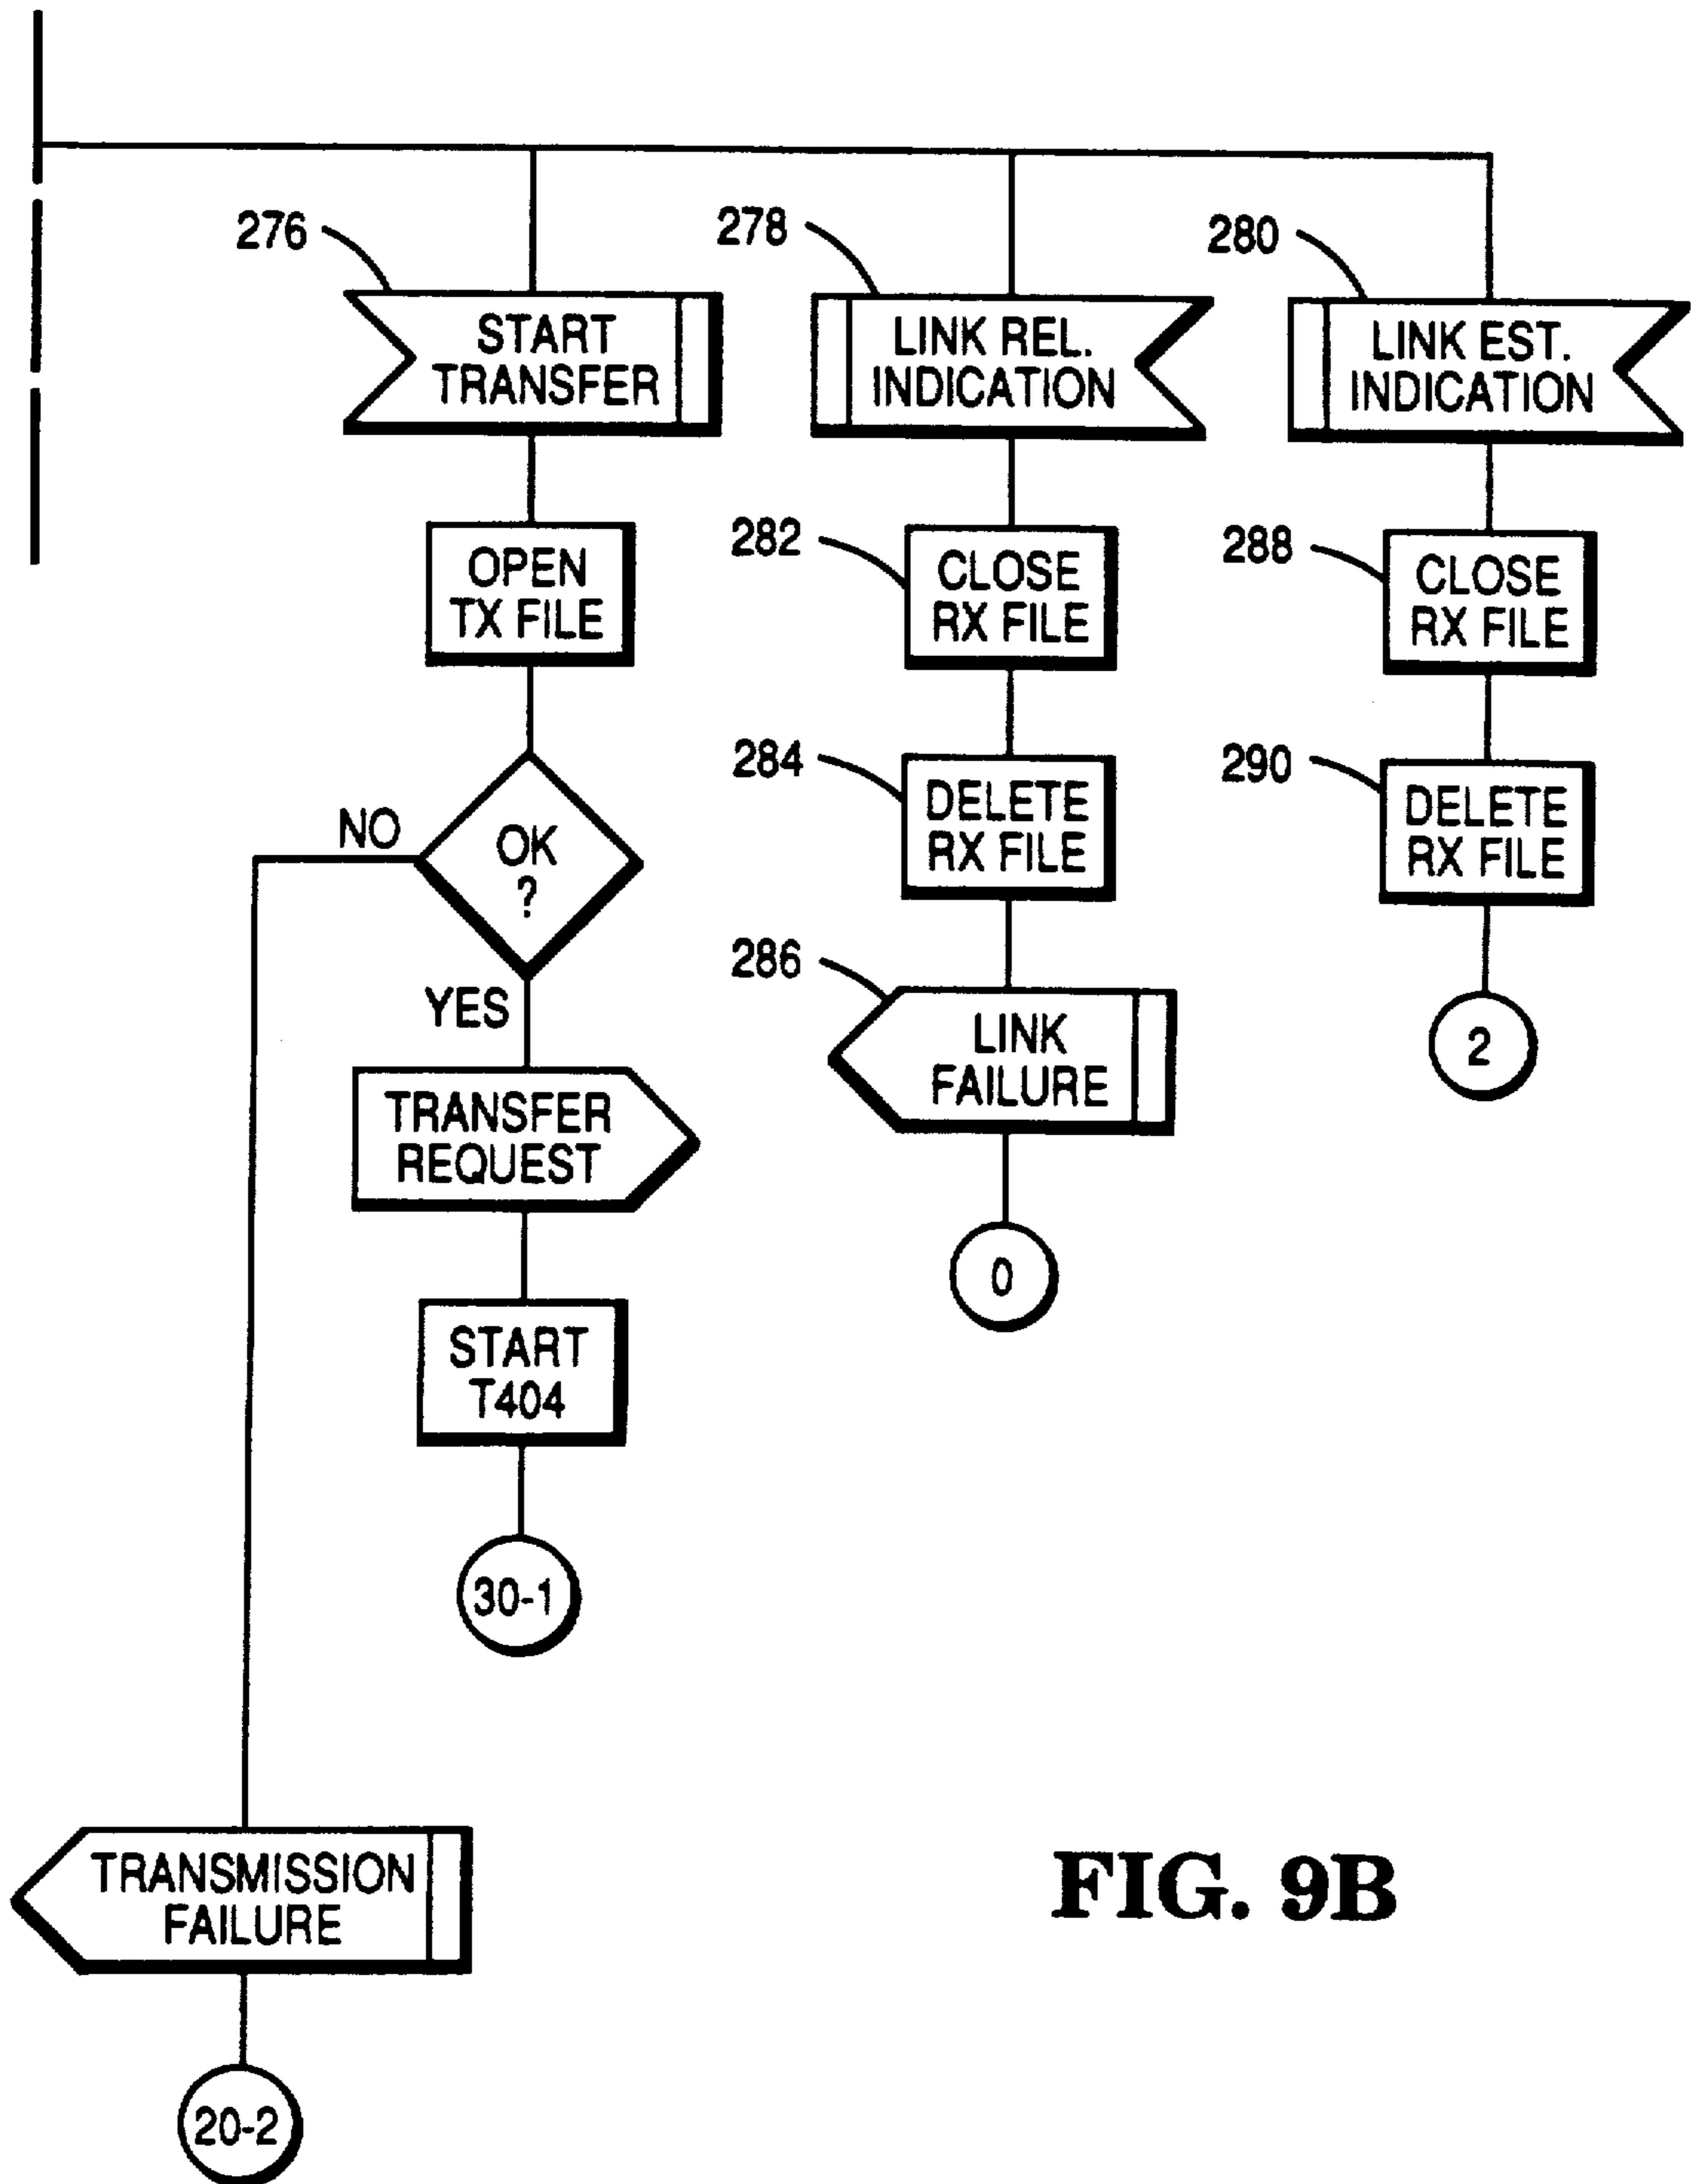 276
START
TRANSFER
OPEN
TX FILE
NO
OK
?
YES
TRANSFER
REQUEST
START
T404
30-1
TRANSMISSION
FAILURE
20-2
278
LINK REL.
INDICATION
282
CLOSE
RX FILE
284
DELETE
RX FILE
286
LINK
FAILURE
0
280
LINK EST.
INDICATION
288
CLOSE
RX FILE
290
DELETE
RX FILE
2
FIG. 9B